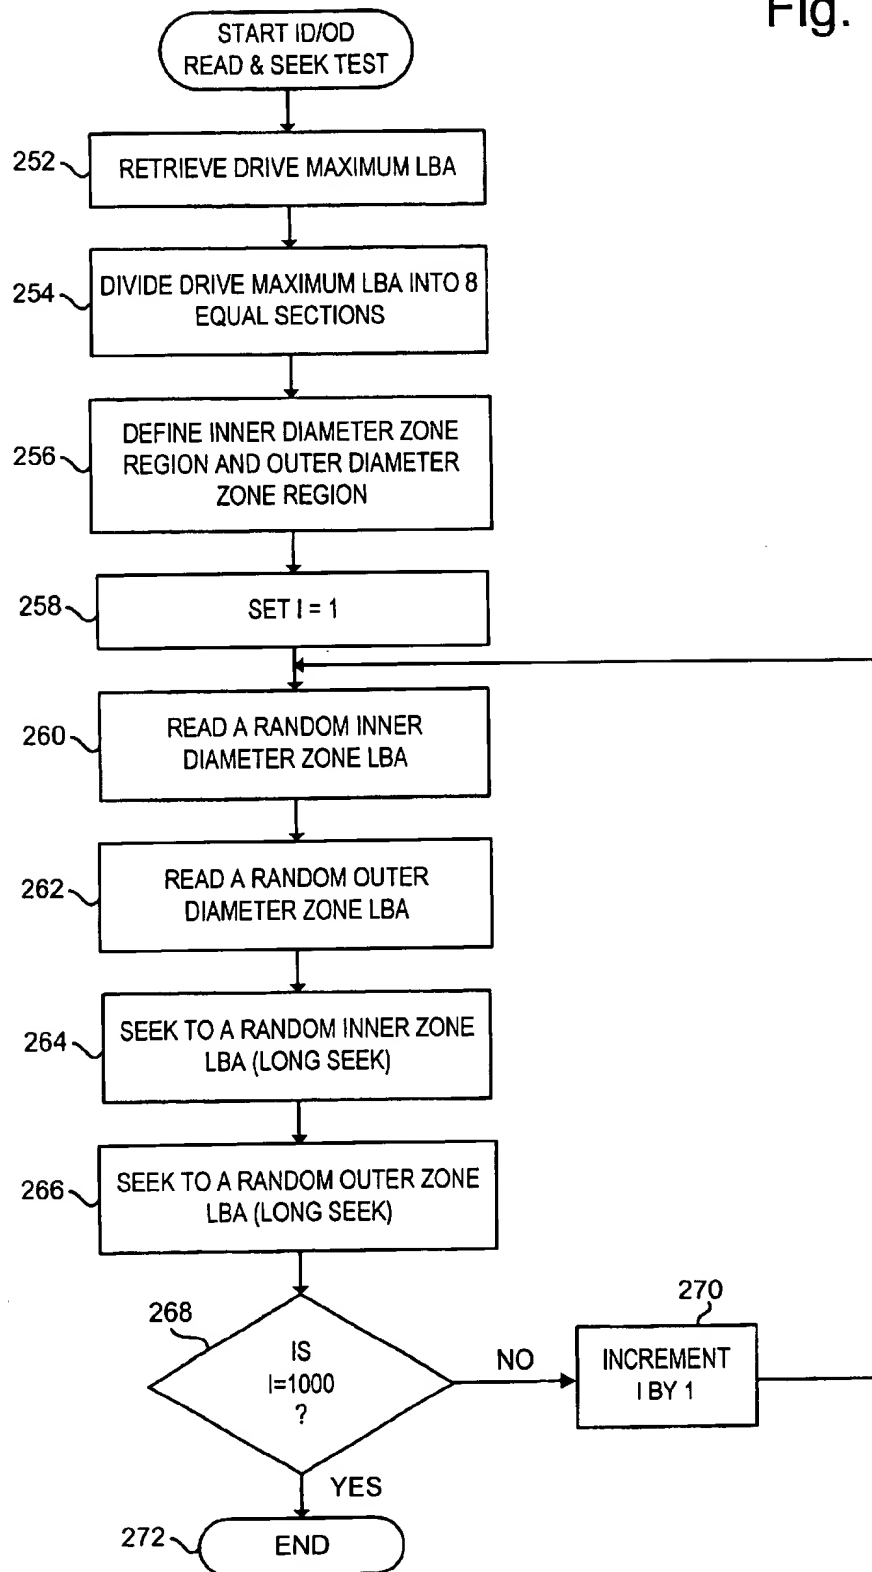 Fig.
START ID/OD
READ & SEEK TEST
252
RETRIEVE DRIVE MAXIMUM LBA
254
DIVIDE DRIVE MAXIMUM LBA INTO 8
EQUAL SECTIONS
256
DEFINE INNER DIAMETER ZONE
REGION AND OUTER DIAMETER
ZONE REGION
258
SET I = 1
260
READ A RANDOM INNER
DIAMETER ZONE LBA
262
READ A RANDOM OUTER
DIAMETER ZONE LBA
264
SEEK TO A RANDOM INNER ZONE
LBA (LONG SEEK)
266
SEEK TO A RANDOM OUTER ZONE
LBA (LONG SEEK)
268
IS
I=1000
?
NO
270
INCREMENT
I BY 1
YES
272
END